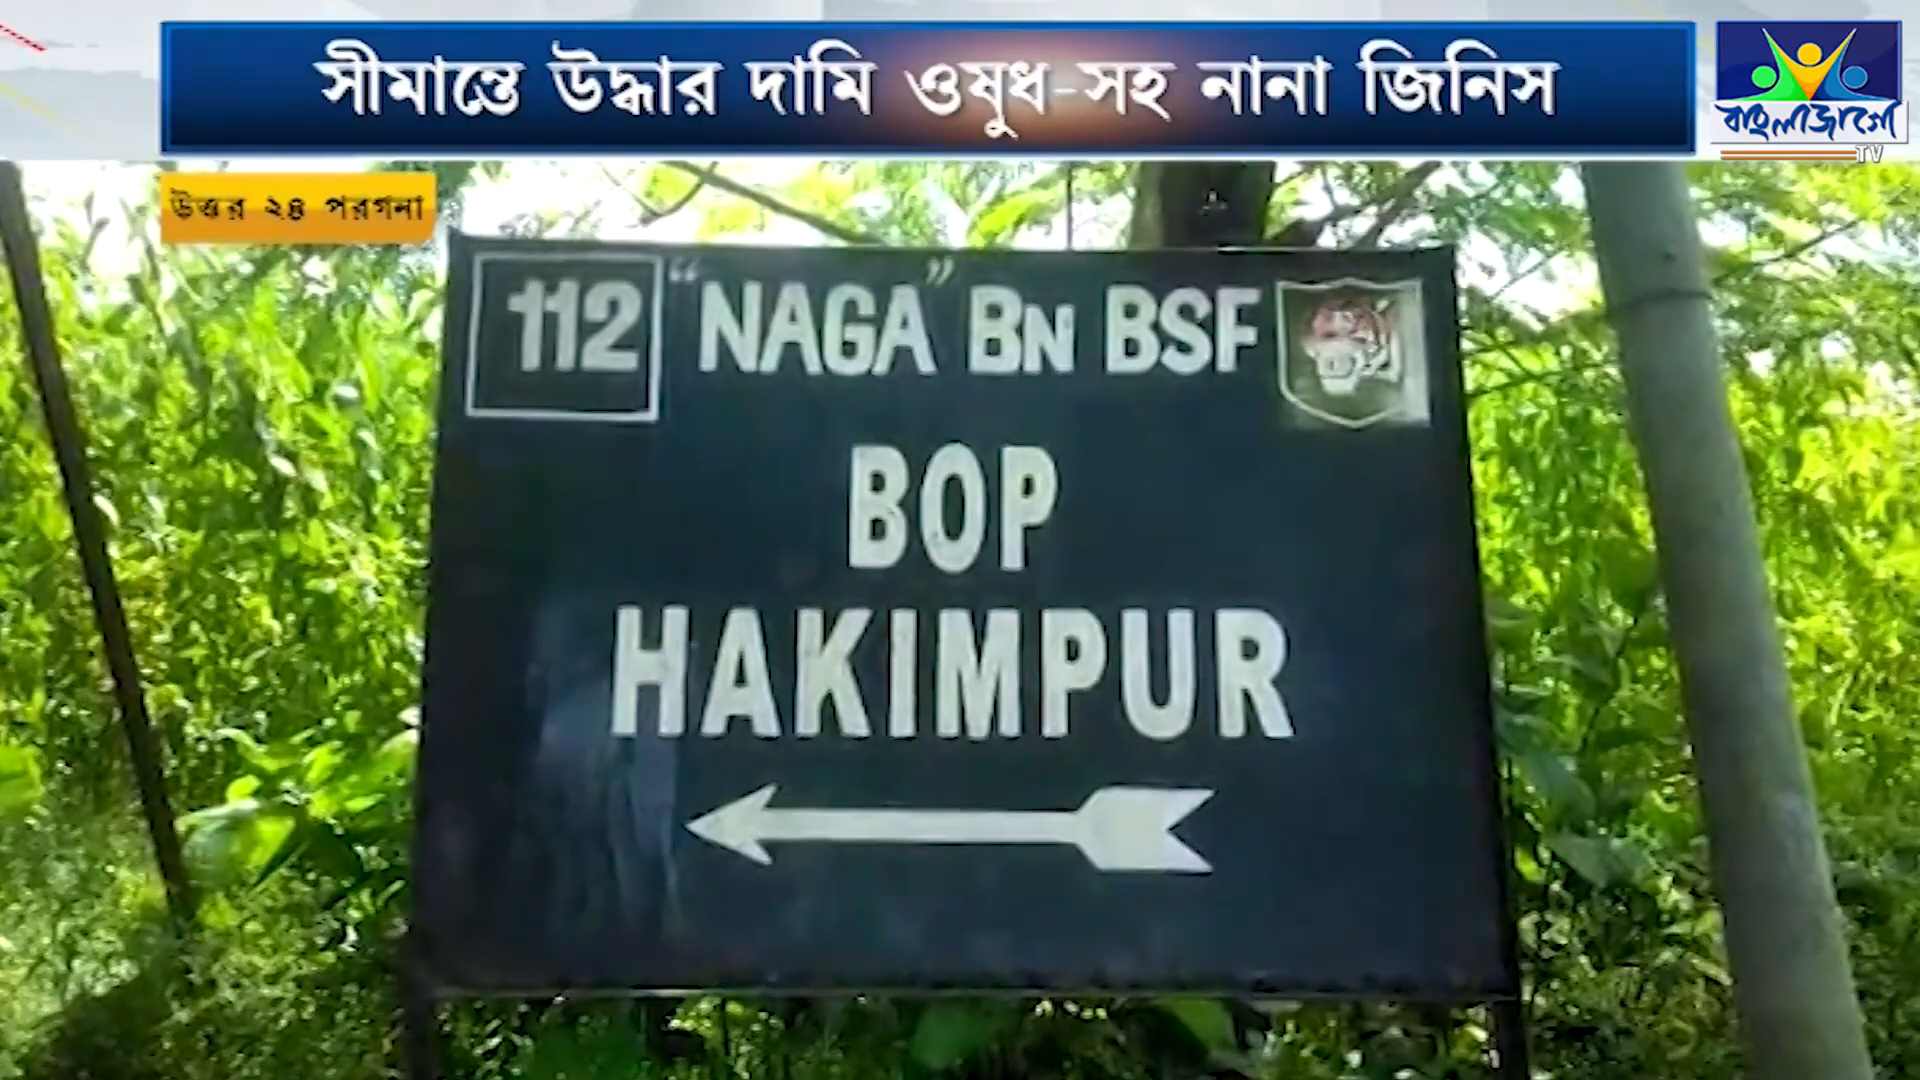 সীমান্তে উদ্ধার দামি ওষুধ-সহ নানা জিনিস
বাংলাজাগো
TV
উত্তর ২৪ পরগনা
112 "NAGA" BN BSF
BOP
HAKIMPUR